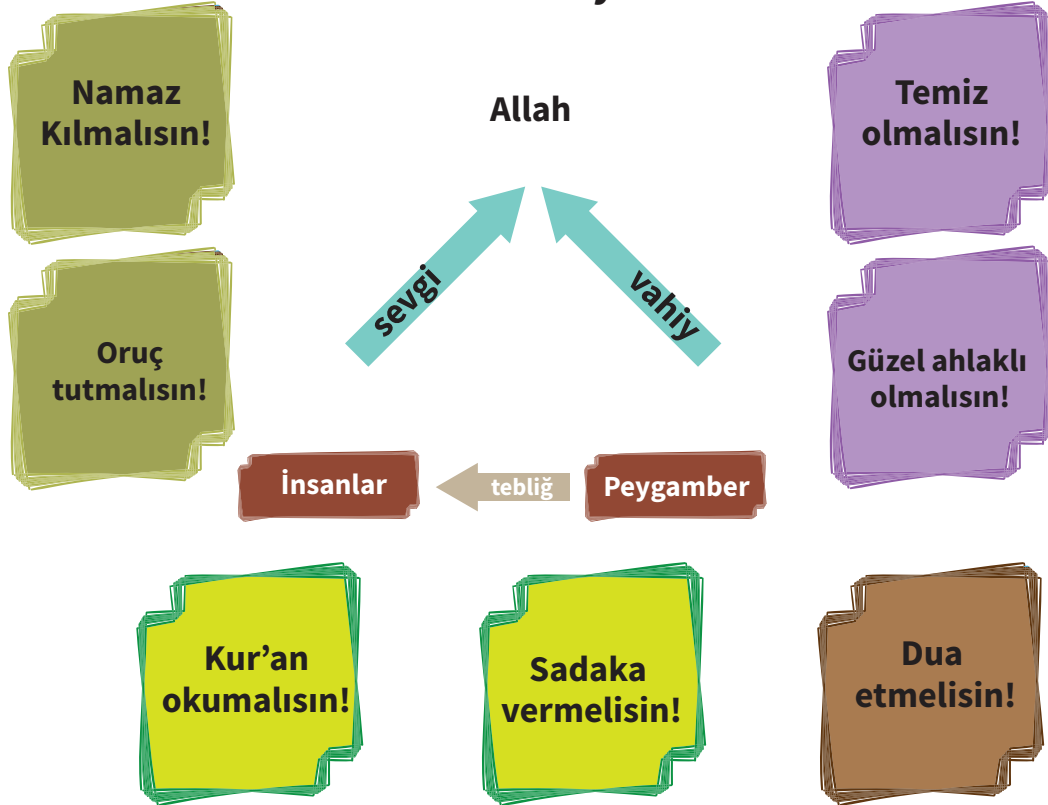 Namaz
Kılmalısın!
Allah
Temiz
olmalısın!
sevgi
vahiy
Oruç
tutmalısın!
Güzel ahlaklı
olmalısın!
İnsanlar
tebliğ
Peygamber
Kur’an
okumalısın!
Sadaka
vermelisin!
Dua
etmelisin!